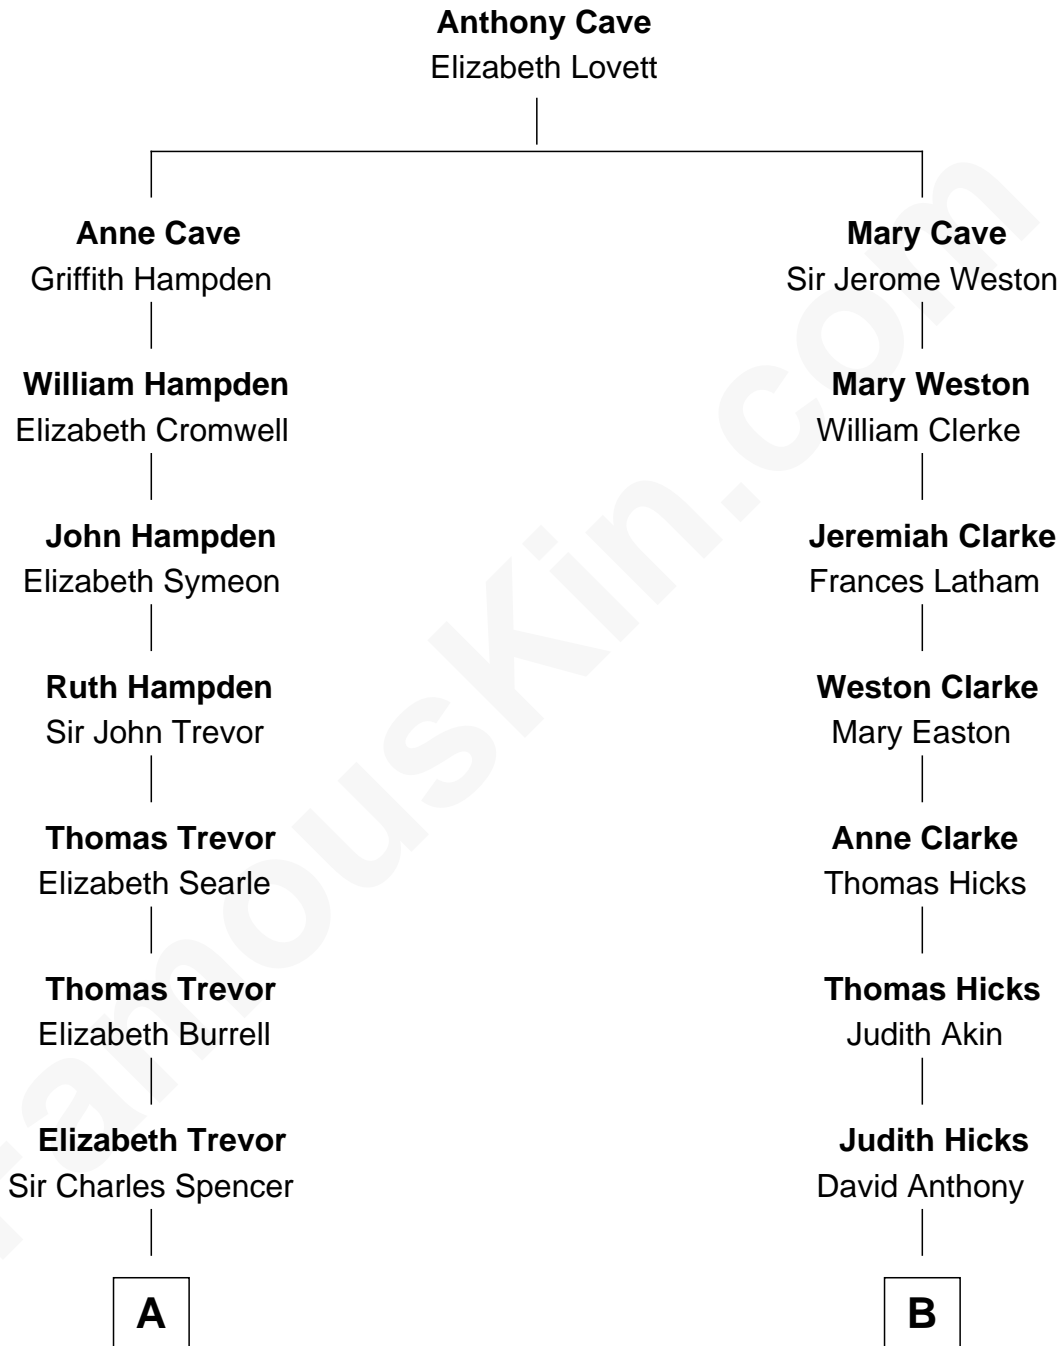 Anthony Cave
Elizabeth Lovett
Anne Cave
Griffith Hampden
Mary Cave
Sir Jerome Weston
William Hampden
Elizabeth Cromwell
Mary Weston
William Clerke
John Hampden
Elizabeth Symeon
Jeremiah Clarke
Frances Latham
Ruth Hampden
Sir John Trevor
Weston Clarke
Mary Easton
Thomas Trevor
Elizabeth Searle
Anne Clarke
Thomas Hicks
Thomas Trevor
Elizabeth Burrell
Thomas Hicks
Judith Akin
Elizabeth Trevor
Sir Charles Spencer
Judith Hicks
David Anthony
A
B
FamousKin.com